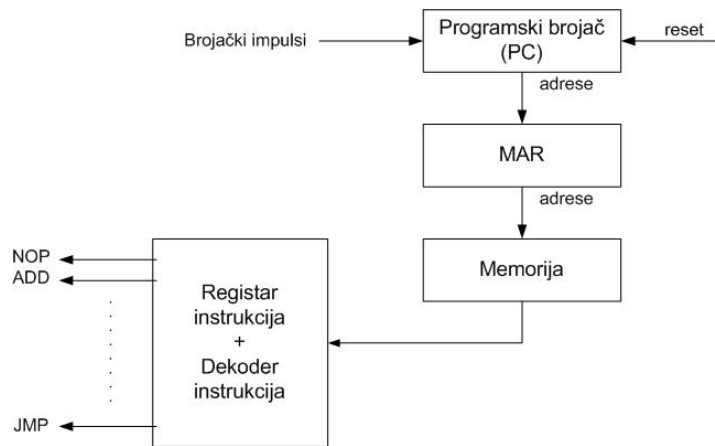 Brojački impulsi
Programski brojač
(PC)
reset
adrese
MAR
adrese
Memorija
NOP
ADD
Registar
instrukcija
+
Dekoder
instrukcija
JMP